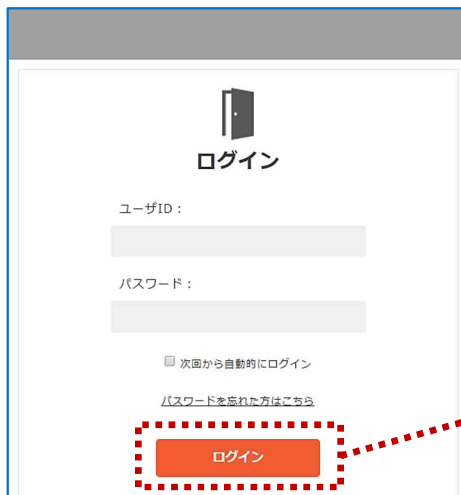 ログイン
ユーザID：
パスワード：
次回から自動的にログイン
パスワードを忘れた方はこちら
ログイン